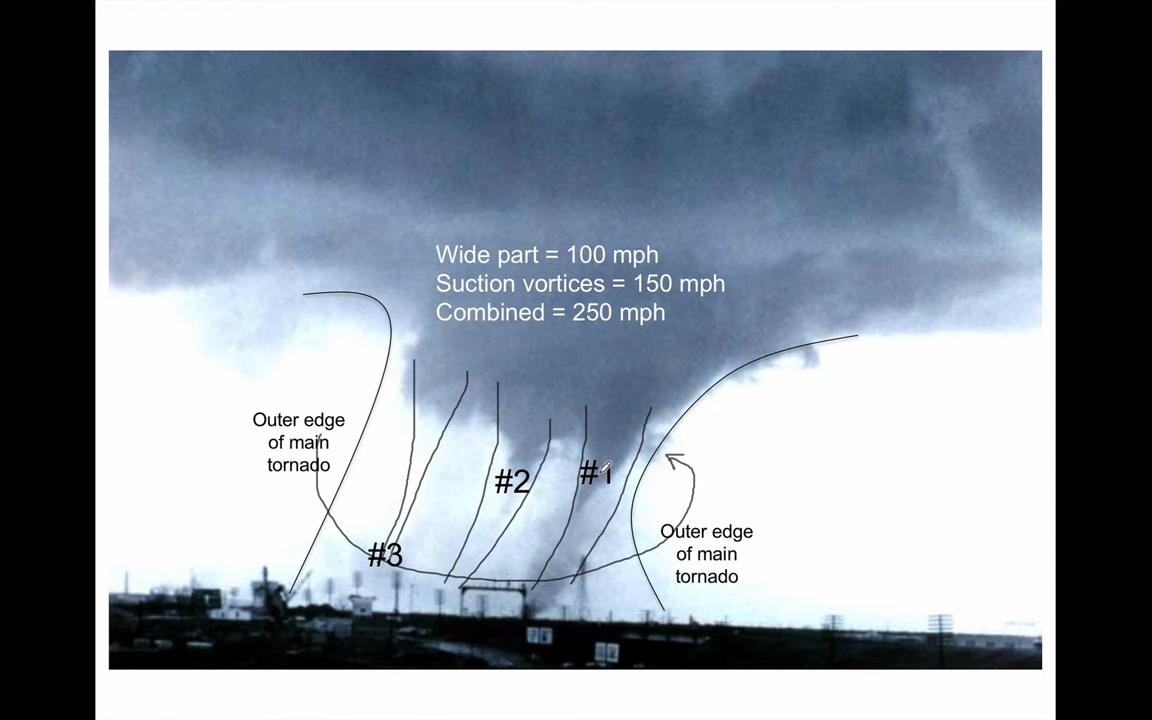 Wide part = 100 mph
Suction vortices = 150 mph
Combined = 250 mph
Outer edge
of main
tornado
#2
#1
Outer edge
of main
tornado
#3